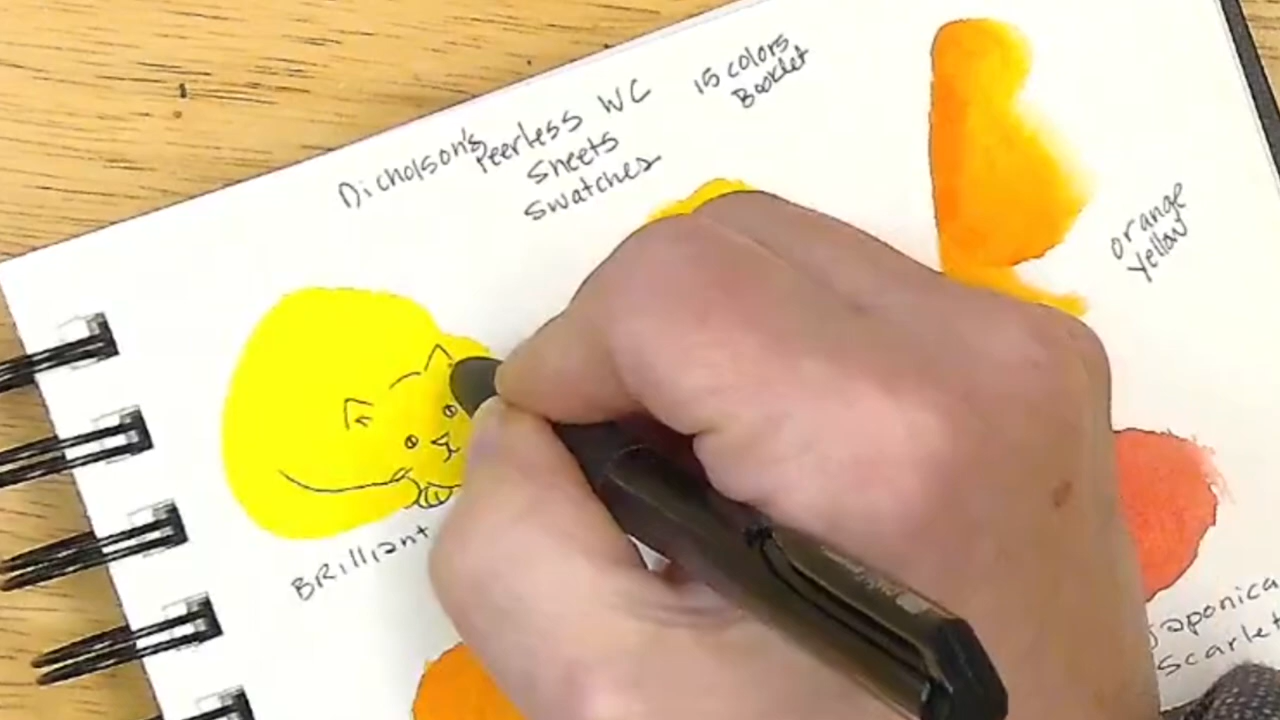 Nicholson's
Peerless WC
Sheets
Swatches
15 colors
Booklet
orange
Yellow
BRilliant
Japonica
Scarlet